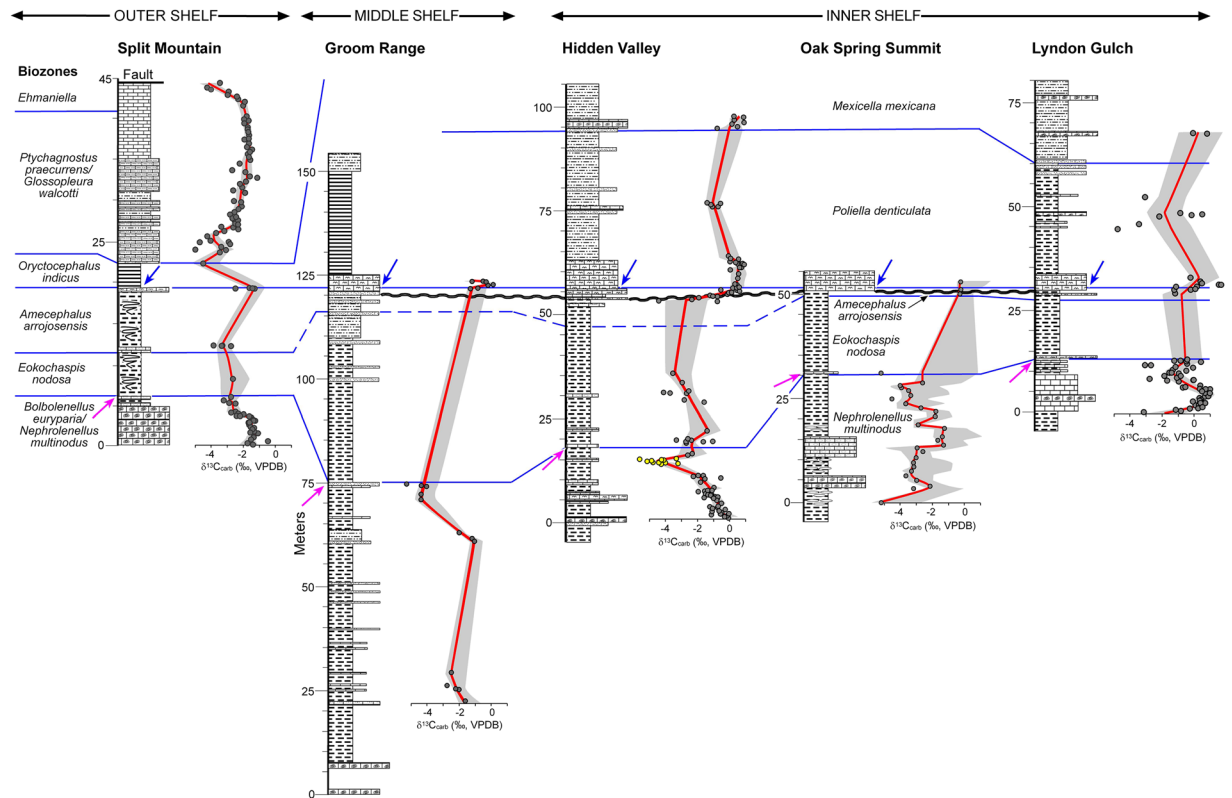 OUTER SHELF
MIDDLE SHELF
INNER SHELF
Split Mountain
Groom Range
Hidden Valley
Oak Spring Summit
Lyndon Gulch
Biozones
Fault
45
Ehmaniella
Ptychagnostus
praecurrens/
Glossopleura
walcotti
25
Oryctocephalus
indicus
Amecephalus
arrojosensis
Eokochaspis
nodosa
Bolbolenellus
euryparia/
Nephrolenellus
multinodus
0
-4 -2 0
δ¹³Ccarb (‰, VPDB)
150
125
100
75
Meters
50
25
0
-4 -2 0
δ¹³Ccarb (‰, VPDB)
100
75
50
25
0
-4 -2 0
δ¹³Ccarb (‰, VPDB)
Mexicella mexicana
Poliella denticulata
50
Amecephalus
arrojosensis
Eokochaspis
nodosa
25
Nephrolenellus
multinodus
0
-4 -2 0
δ¹³Ccarb (‰, VPDB)
75
50
25
0
-4 -2 0
δ¹³Ccarb (‰, VPDB)